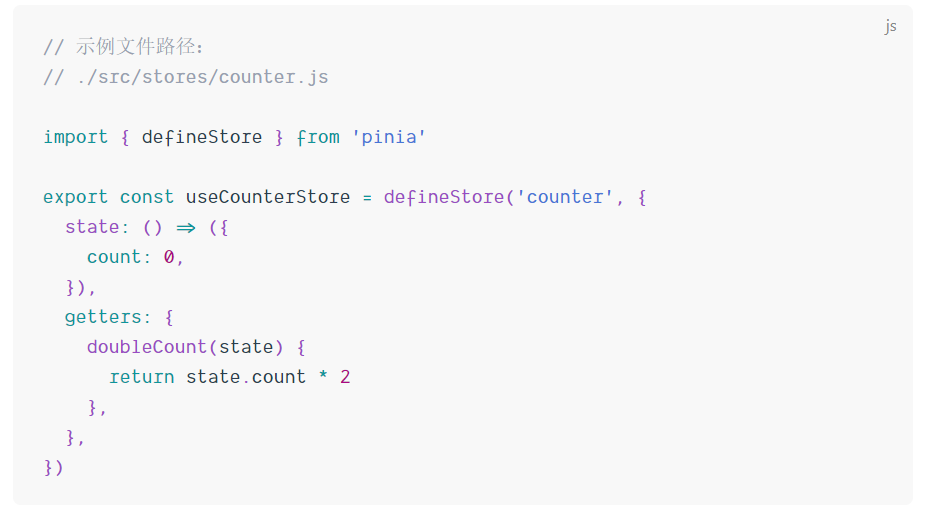 js
// 示例文件路径：
// ./src/stores/counter.js
import { defineStore } from 'pinia'
export const useCounterStore = defineStore('counter', {
  state: () => ({
    count: 0,
  }),
  getters: {
    doubleCount(state) {
      return state.count * 2
    },
  },
})